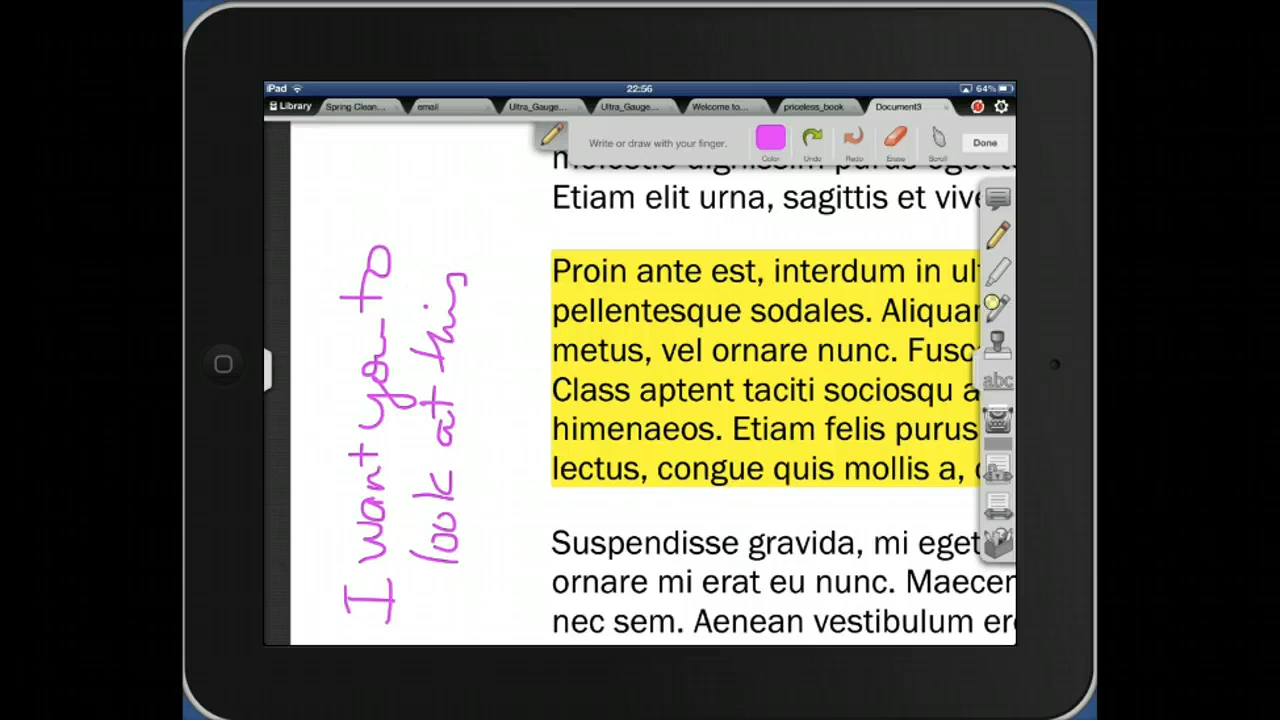 iPad 22:56 64%
Library Spring Clean... email Ultra_Gauge... Ultra_Gauge... Welcome to... priceless_book Document3
Write or draw with your finger. Color Undo Redo Erase Scroll Done
Etiam elit urna, sagittis et vive
Proin ante est, interdum in ul
pellentesque sodales. Aliquan
metus, vel ornare nunc. Fusc
Class aptent taciti sociosqu a
himenaeos. Etiam felis purus
lectus, congue quis mollis a,
Suspendisse gravida, mi eget
ornare mi erat eu nunc. Maecen
nec sem. Aenean vestibulum ero
I want you to
look at this
abc